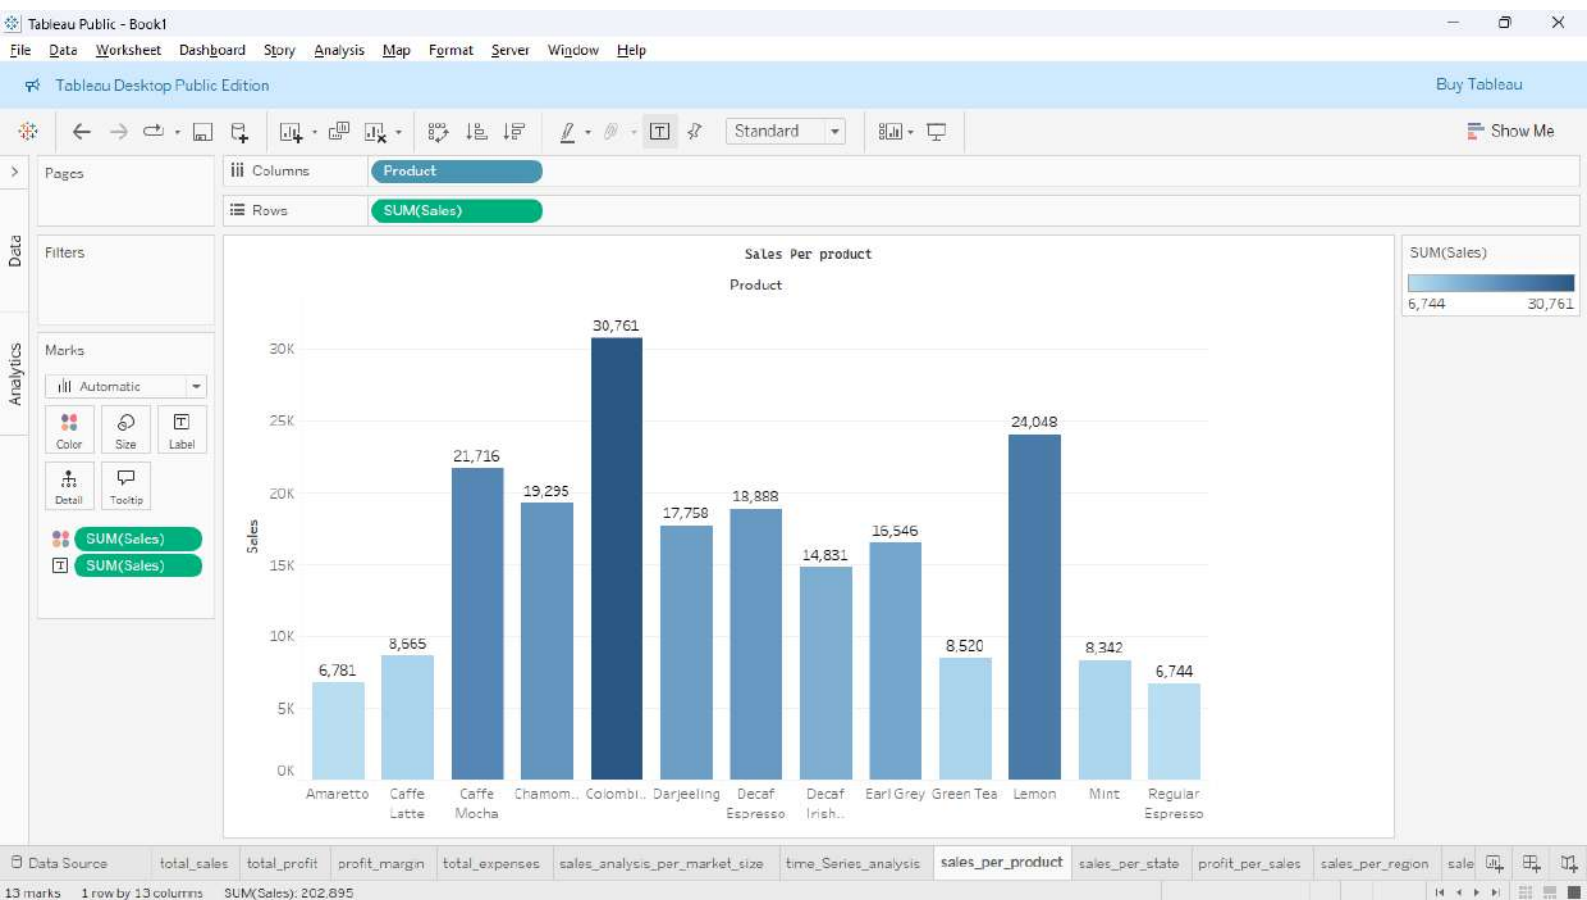 Tableau Public - Book1
File Data Worksheet Dashboard Story Analysis Map Format Server Window Help
Tableau Desktop Public Edition Buy Tableau
Standard Show Me
Pages
Columns Product
Rows SUM(Sales)
Data
Analytics
Filters
Marks
Automatic
Color Size Label
Detail Tooltip
SUM(Sales)
SUM(Sales)
Sales Per product
Product
Sales
30K
25K
20K
15K
10K
5K
0K
6,781
8,665
21,716
19,295
30,761
17,758
18,888
14,831
16,546
8,520
24,048
8,342
6,744
Amaretto
Caffe
Latte
Caffe
Mocha
Chamom..
Colombi..
Darjeeling
Decaf
Espresso
Decaf
Irish..
Earl Grey
Green Tea
Lemon
Mint
Regular
Espresso
SUM(Sales)
6,744 30,761
Data Source total_sales total_profit profit_margin total_expenses sales_analysis_per_market_size time_Series_analysis sales_per_product sales_per_state profit_per_sales sales_per_region sale
13 marks 1 row by 13 columns SUM(Sales): 202,895